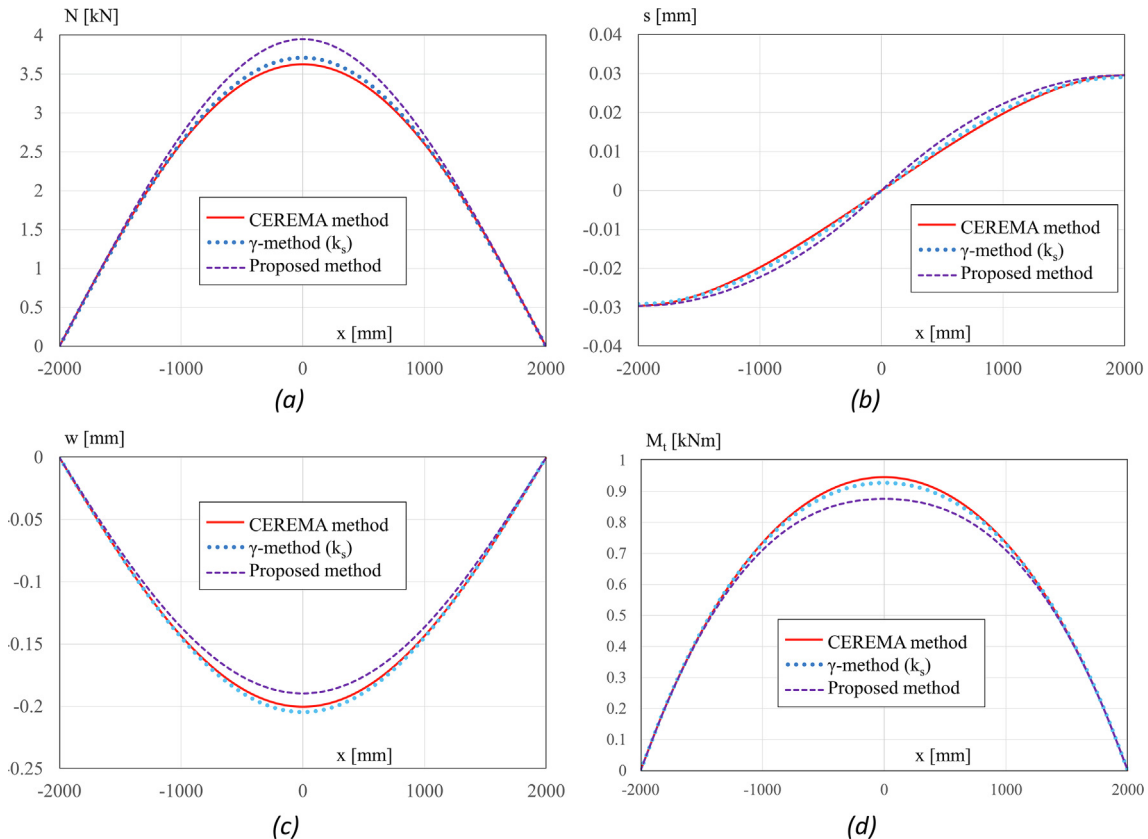 N [kN]
4
3.5
3
2.5
2
1.5
1
0.5
0
CEREMA method
γ-method (ks)
Proposed method
x [mm]
-2000 -1000 0 1000 2000
(a)
s [mm]
0.04
0.03
0.02
0.01
0
-0.01
-0.02
-0.03
-0.04
CEREMA method
γ-method (ks)
Proposed method
x [mm]
-2000 -1000 0 1000 2000
(b)
w [mm]
0
-0.05
-0.1
-0.15
-0.2
-0.25
CEREMA method
γ-method (ks)
Proposed method
x [mm]
-2000 -1000 0 1000 2000
(c)
Mt [kNm]
1
0.9
0.8
0.7
0.6
0.5
0.4
0.3
0.2
0.1
0
CEREMA method
γ-method (ks)
Proposed method
x [mm]
-2000 -1000 0 1000 2000
(d)